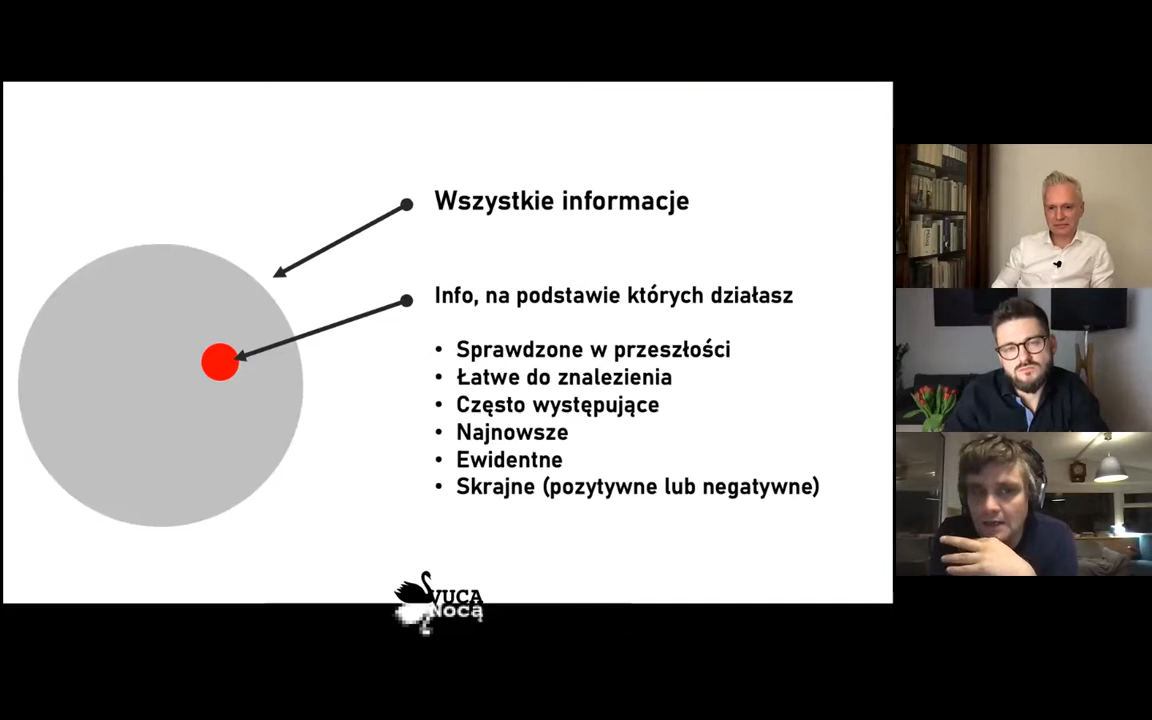 Wszystkie informacje
Info, na podstawie których działasz
• Sprawdzone w przeszłości
• Łatwe do znalezienia
• Często występujące
• Najnowsze
• Ewidentne
• Skrajne (pozytywne lub negatywne)
VUCA
Nocą